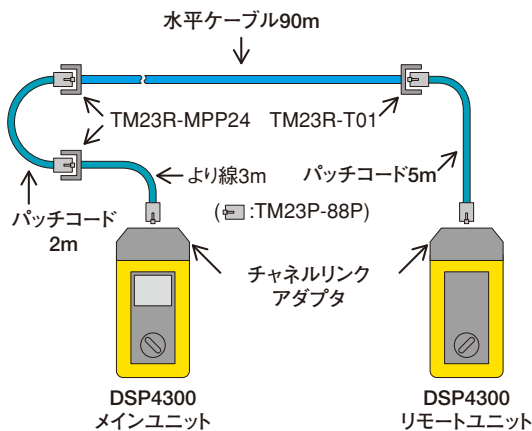 水平ケーブル90m
TM23R-MPP24
TM23R-T01
より線3m
パッチコード5m
パッチコード
2m
(:TM23P-88P)
チャネルリンク
アダプタ
DSP4300
メインユニット
DSP4300
リモートユニット